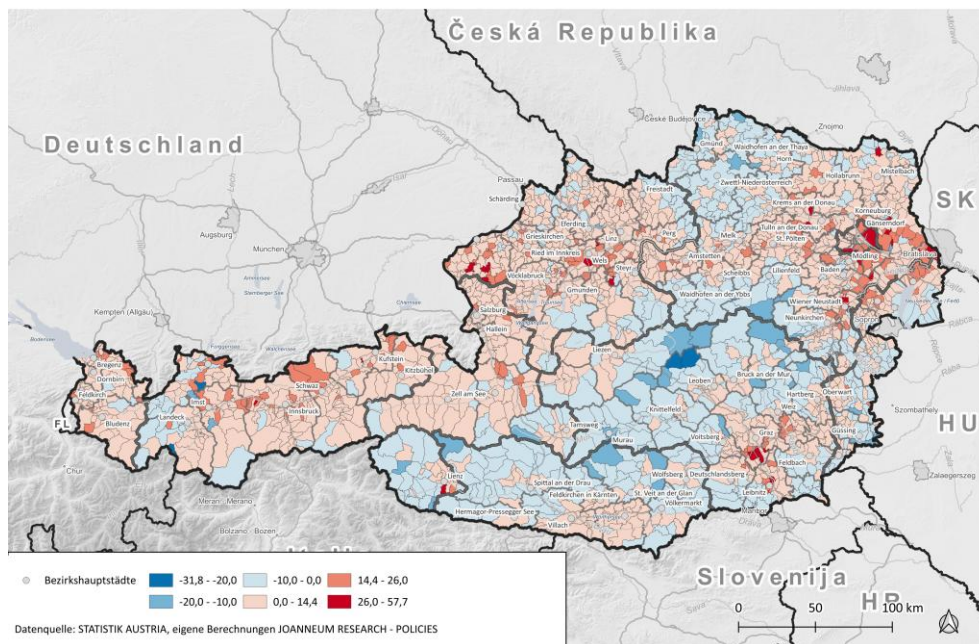 Česká Republika
Morava
Vltava
Jihlava
České Budějovice
Znojmo
Deutschland
Gmünd
Waidhofen an der Thaya
Horn
Passau
Zwettl-Niederösterreich
Hollabrunn
Mistelbach
Schärding
Freistadt
SK
Krems an der Donau
Korneuburg
Augsburg
Eferding
Gänserndorf
Grieskirchen
Linz
Perg
Tulln an der Donau
München
Ried im Innkreis
Melk
St. Pölten
Wels
Amstetten
Mödling
Bratislava
Steyr
Baden
Vöcklabruck
Scheibbs
Lilienfeld
Gmunden
Kempten (Allgäu)
Salzburg
Waidhofen an der Ybbs
Wiener Neustadt
Hallein
Neunkirchen
Sopron
Bodensee
Kufstein
Bregenz
Liezen
Kitzbühel
Dornbirn
Schwaz
Bruck an der Mur
Oberwart
Feldkirch
Imst
Leoben
Hartberg
Innsbruck
Zell am See
Weiz
Szombathely
Landeck
Knittelfeld
Bludenz
Tamsweg
Graz
Güssing
HU
FL
Murau
Voitsberg
Chur
Lienz
Feldbach
Spittal an der Drau
Wolfsberg
Deutschlandsberg
Zalaegerszeg
Meran - Merano
Feldkirchen in Kärnten
St. Veit an der Glan
Leibnitz
Völkermarkt
Hermagor-Pressegger See
Maribor
Bolzano - Bozen
Villach
Slovenija
HR
Bezirkshauptstädte
-31,8 - -20,0
-10,0 - 0,0
14,4 - 26,0
-20,0 - -10,0
0,0 - 14,4
26,0 - 57,7
0
50
100 km
Datenquelle: STATISTIK AUSTRIA, eigene Berechnungen JOANNEUM RESEARCH - POLICIES